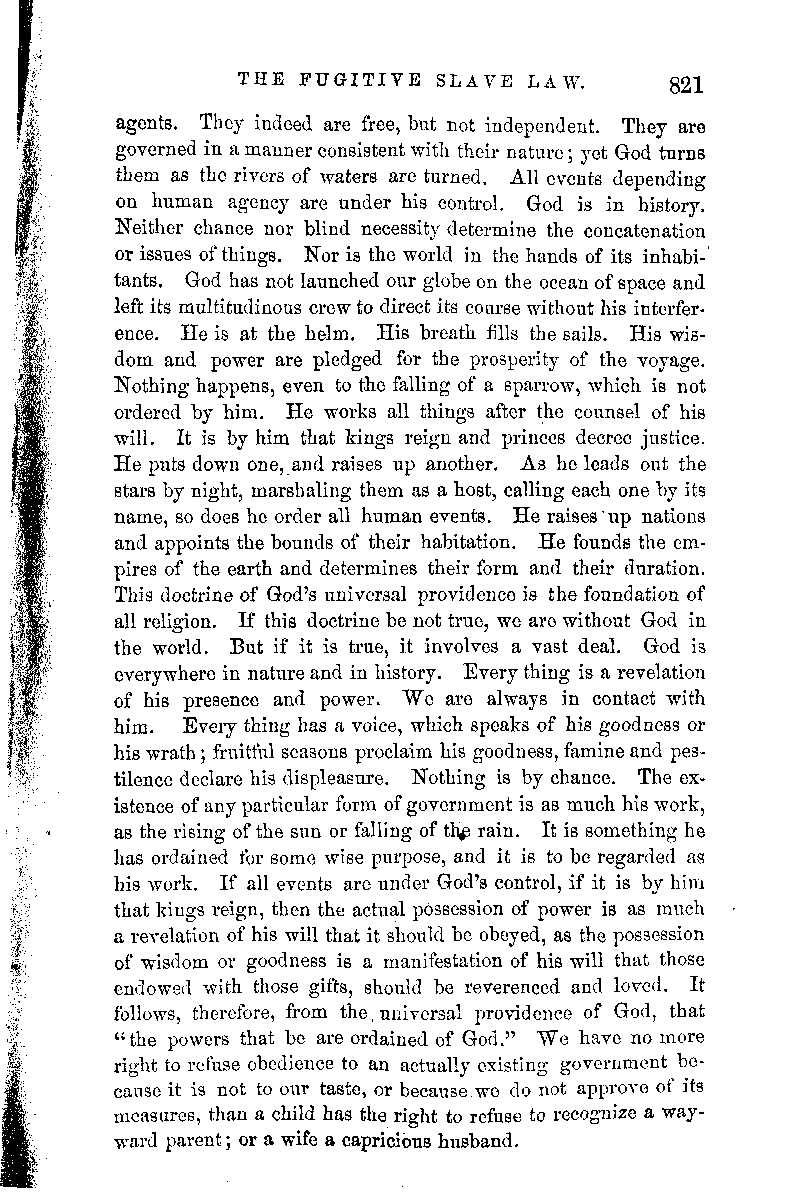 THE FUGITIVE SLAVE LAW. 821
agents. They indeed are free, but not independent. They are
governed in a manner consistent with their nature; yet God turns
them as the rivers of waters are turned. All events depending
on human agency are under his control. God is in history.
Neither chance nor blind necessity determine the concatenation
or issues of things. Nor is the world in the hands of its inhabi-
tants. God has not launched our globe on the ocean of space and
left its multitudinous crew to direct its course without his interfer-
ence. He is at the helm. His breath fills the sails. His wis-
dom and power are pledged for the prosperity of the voyage.
Nothing happens, even to the falling of a sparrow, which is not
ordered by him. He works all things after the counsel of his
will. It is by him that kings reign and princes decree justice.
He puts down one, and raises up another. As he leads out the
stars by night, marshaling them as a host, calling each one by its
name, so does he order all human events. He raises up nations
and appoints the bounds of their habitation. He founds the em-
pires of the earth and determines their form and their duration.
This doctrine of God's universal providence is the foundation of
all religion. If this doctrine be not true, we are without God in
the world. But if it is true, it involves a vast deal. God is
everywhere in nature and in history. Every thing is a revelation
of his presence and power. We are always in contact with
him. Every thing has a voice, which speaks of his goodness or
his wrath; fruitful seasons proclaim his goodness, famine and pes-
tilence declare his displeasure. Nothing is by chance. The ex-
istence of any particular form of government is as much his work,
as the rising of the sun or falling of the rain. It is something he
has ordained for some wise purpose, and it is to be regarded as
his work. If all events are under God's control, if it is by him
that kings reign, then the actual possession of power is as much
a revelation of his will that it should be obeyed, as the possession
of wisdom or goodness is a manifestation of his will that those
endowed with those gifts, should be reverenced and loved. It
follows, therefore, from the universal providence of God, that
"the powers that be are ordained of God." We have no more
right to refuse obedience to an actually existing government be-
cause it is not to our taste, or because we do not approve of its
measures, than a child has the right to refuse to recognize a way-
ward parent; or a wife a capricious husband.